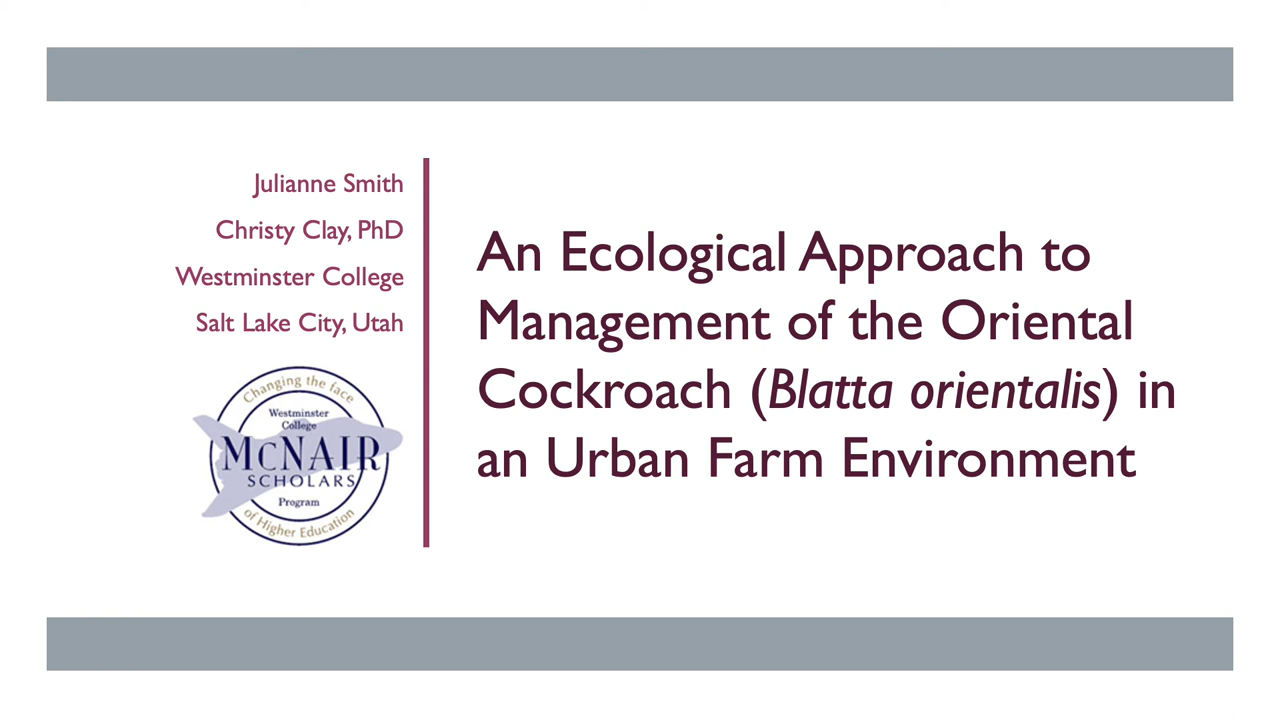 Julianne Smith
Christy Clay, PhD
Westminster College
Salt Lake City, Utah
Changing the face
Westminster
College
McNAIR
SCHOLARS
Program
of Higher Education
An Ecological Approach to
Management of the Oriental
Cockroach (Blatta orientalis) in
an Urban Farm Environment